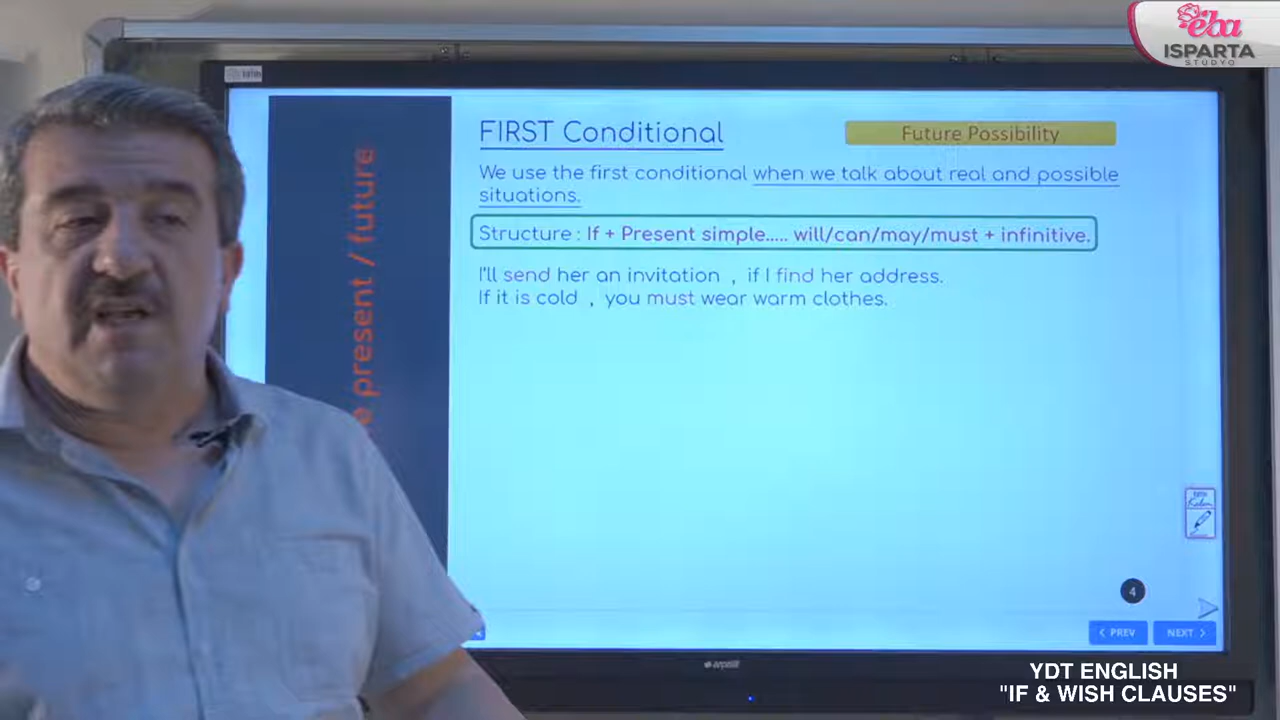 eba
ISPARTA
STÜDYO
FIRST Conditional
Future Possibility
We use the first conditional when we talk about real and possible
situations.
Structure : If + Present simple..... will/can/may/must + infinitive.
I'll send her an invitation , if I find her address.
If it is cold , you must wear warm clothes.
e present / future
4
< PREV
NEXT >
YDT ENGLISH
"IF & WISH CLAUSES"